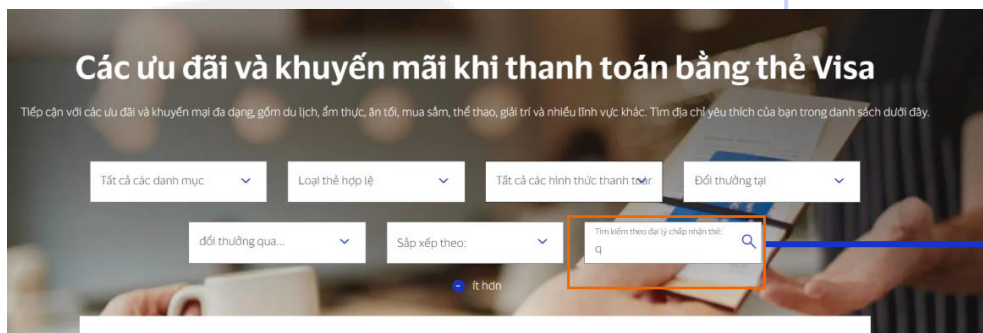 Các ưu đãi và khuyến mãi khi thanh toán bằng thẻ Visa
Tiếp cận với các ưu đãi và khuyến mại đa dạng, gồm du lịch, ẩm thực, ăn tối, mua sắm, thể thao, giải trí và nhiều lĩnh vực khác. Tìm địa chỉ yêu thích của bạn trong danh sách dưới đây.
Tất cả các danh mục
Loại thẻ hợp lệ
Tất cả các hình thức thanh toán
Đổi thưởng tại
đổi thưởng qua...
Sắp xếp theo:
Tìm kiếm theo đại lý chấp nhận thẻ:
q
Ít hơn